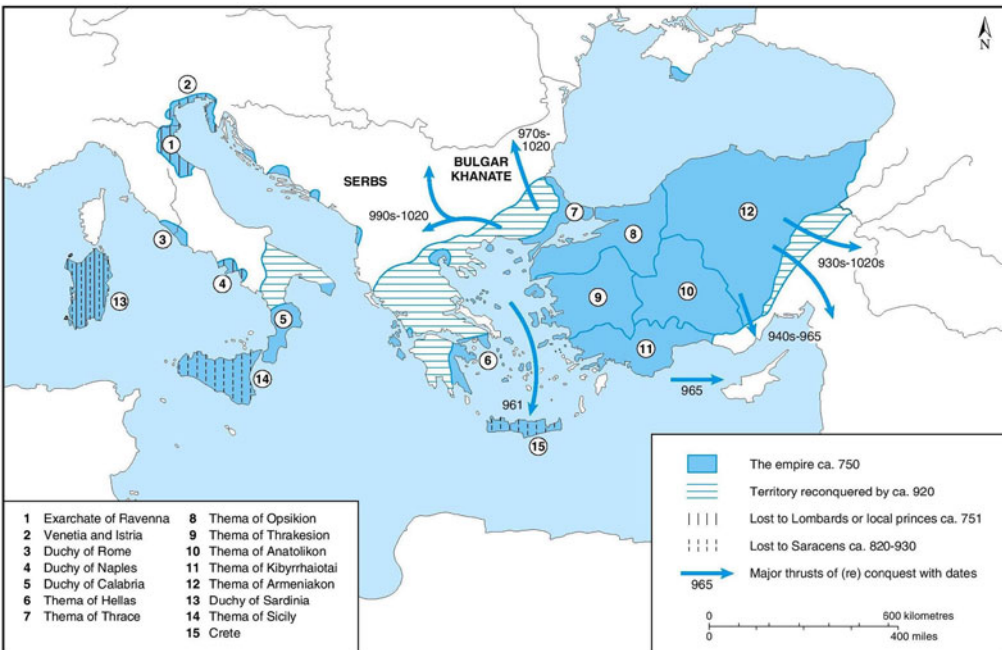 N
2
1
970s-
1020
BULGAR
KHANATE
SERBS
990s-1020
7
12
3
8
930s-1020s
4
9
10
13
5
11
940s-965
6
14
965
961
15
1 Exarchate of Ravenna
2 Venetia and Istria
3 Duchy of Rome
4 Duchy of Naples
5 Duchy of Calabria
6 Thema of Hellas
7 Thema of Thrace
8 Thema of Opsikion
9 Thema of Thrakesion
10 Thema of Anatolikon
11 Thema of Kibyrrhaiotai
12 Thema of Armeniakon
13 Duchy of Sardinia
14 Thema of Sicily
15 Crete
The empire ca. 750
Territory reconquered by ca. 920
Lost to Lombards or local princes ca. 751
Lost to Saracens ca. 820-930
Major thrusts of (re) conquest with dates
965
0 600 kilometres
0 400 miles